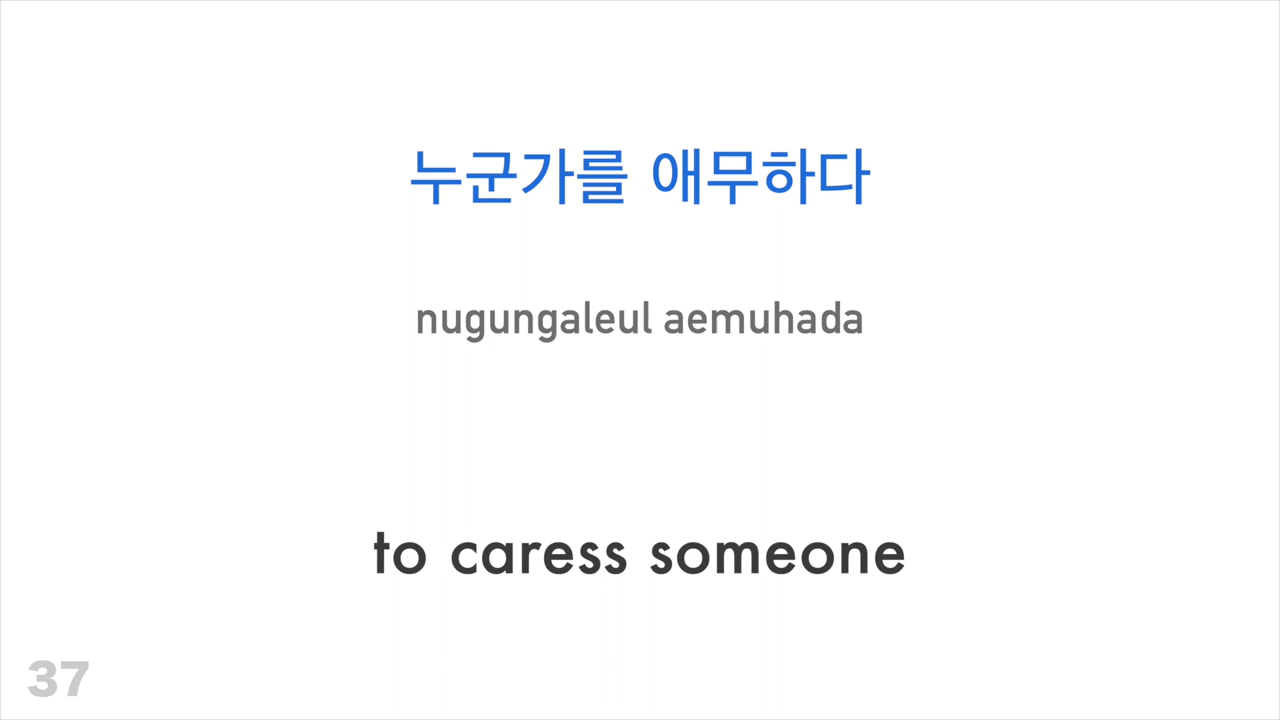 누군가를 애무하다
nugungaleul aemuhada
to caress someone
37